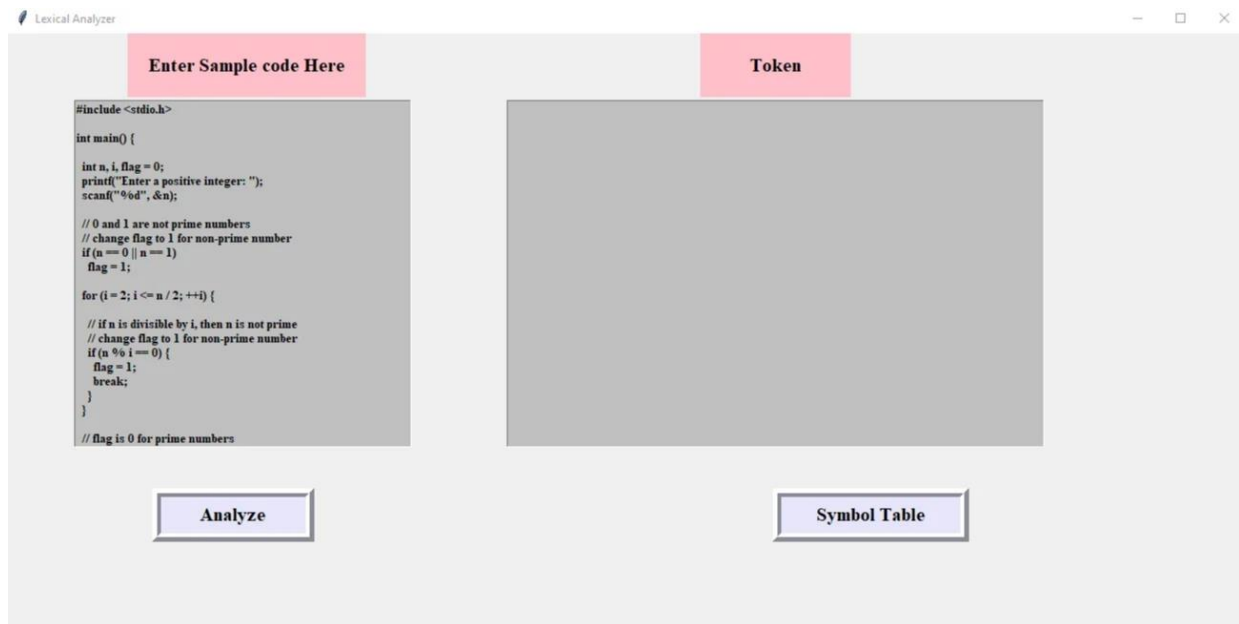 Lexical Analyzer
Enter Sample code Here
Token
#include <stdio.h>
int main() {
int n, i, flag = 0;
printf("Enter a positive integer: ");
scanf("%d", &n);
// 0 and 1 are not prime numbers
// change flag to 1 for non-prime number
if (n == 0 || n == 1)
flag = 1;
for (i = 2; i <= n / 2; ++i) {
// if n is divisible by i, then n is not prime
// change flag to 1 for non-prime number
if (n % i == 0) {
flag = 1;
break;
}
}
// flag is 0 for prime numbers
Analyze
Symbol Table